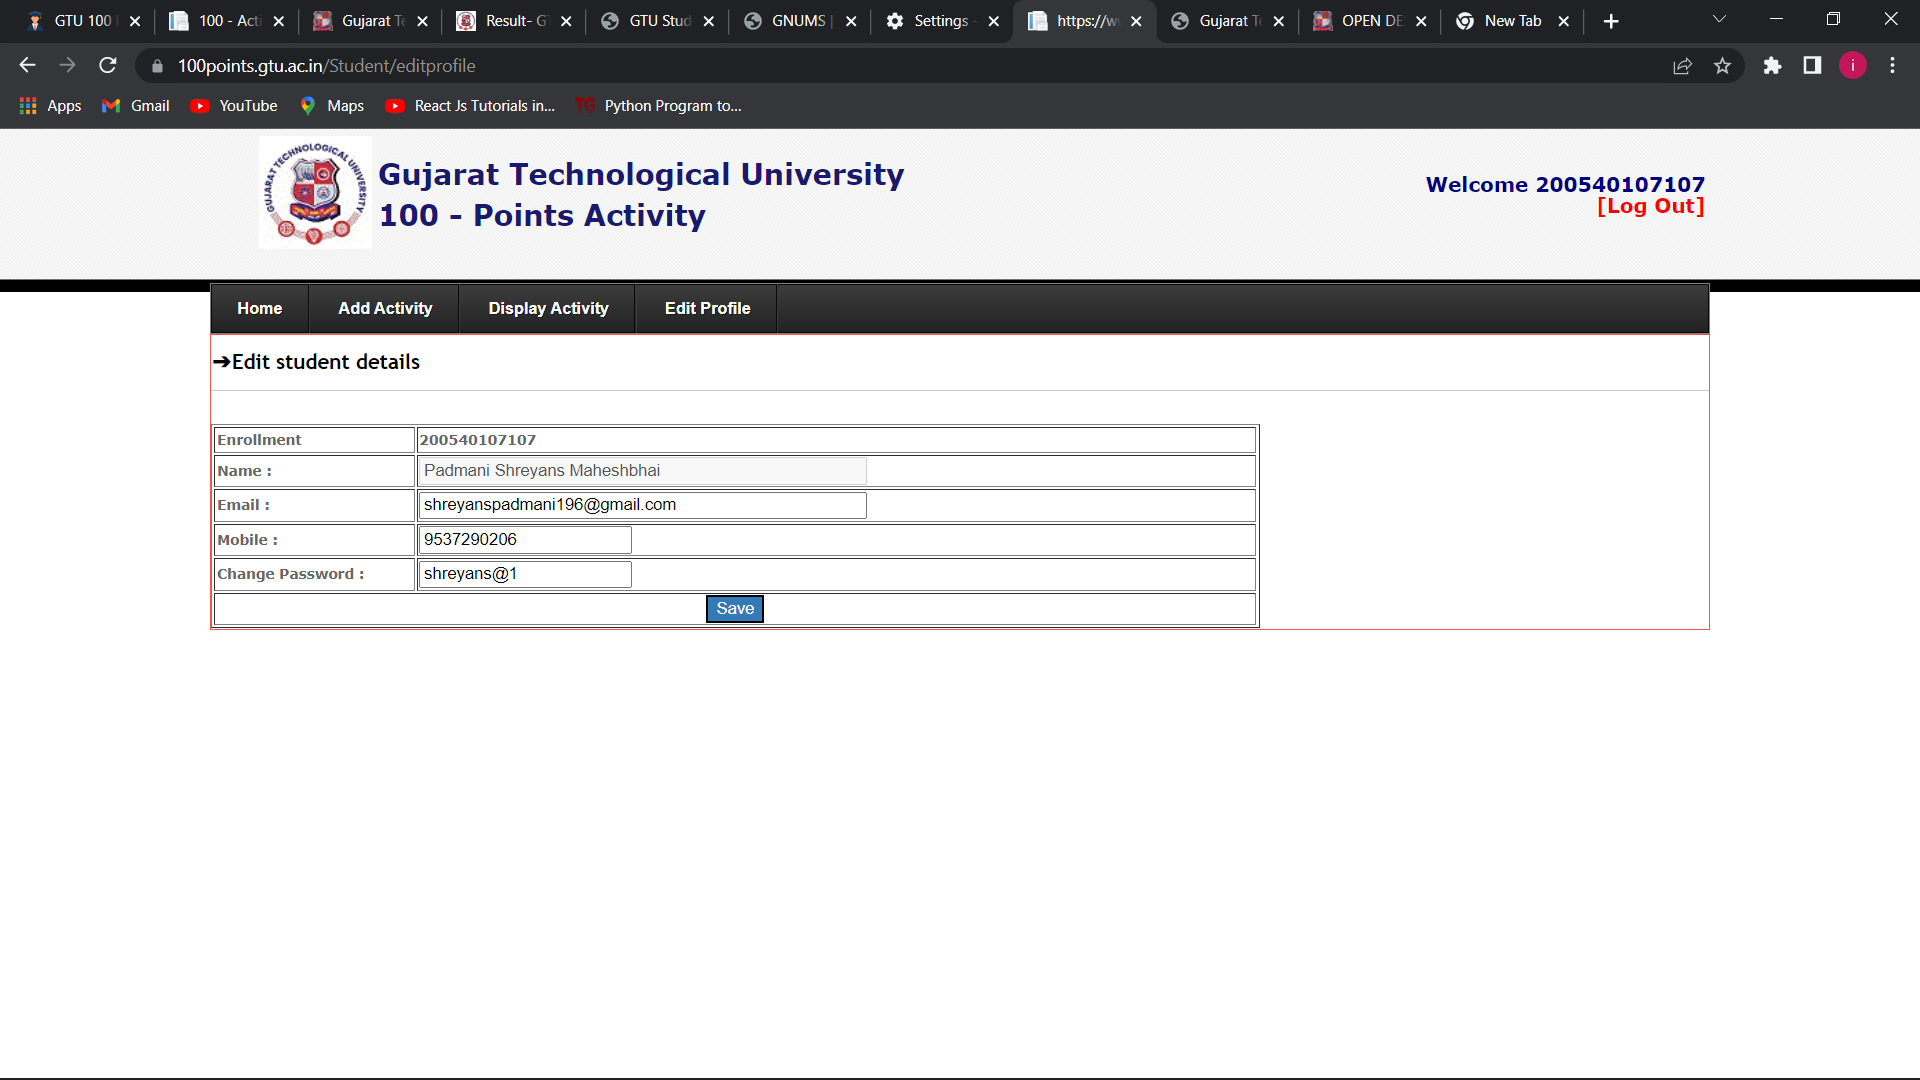 GTU 100 100 - Acti Gujarat Te Result- GT GTU Stud GNUMS | Settings - https://w Gujarat Te OPEN DE New Tab
100points.gtu.ac.in/Student/editprofile i
Apps Gmail YouTube Maps React Js Tutorials in... TG Python Program to...
GUJARAT TECHNOLOGICAL UNIVERSITY
Gujarat Technological University
100 - Points Activity
Welcome 200540107107
[Log Out]
Home Add Activity Display Activity Edit Profile
➔Edit student details
Enrollment 200540107107
Name : Padmani Shreyans Maheshbhai
Email : shreyanspadmani196@gmail.com
Mobile : 9537290206
Change Password : shreyans@1
Save